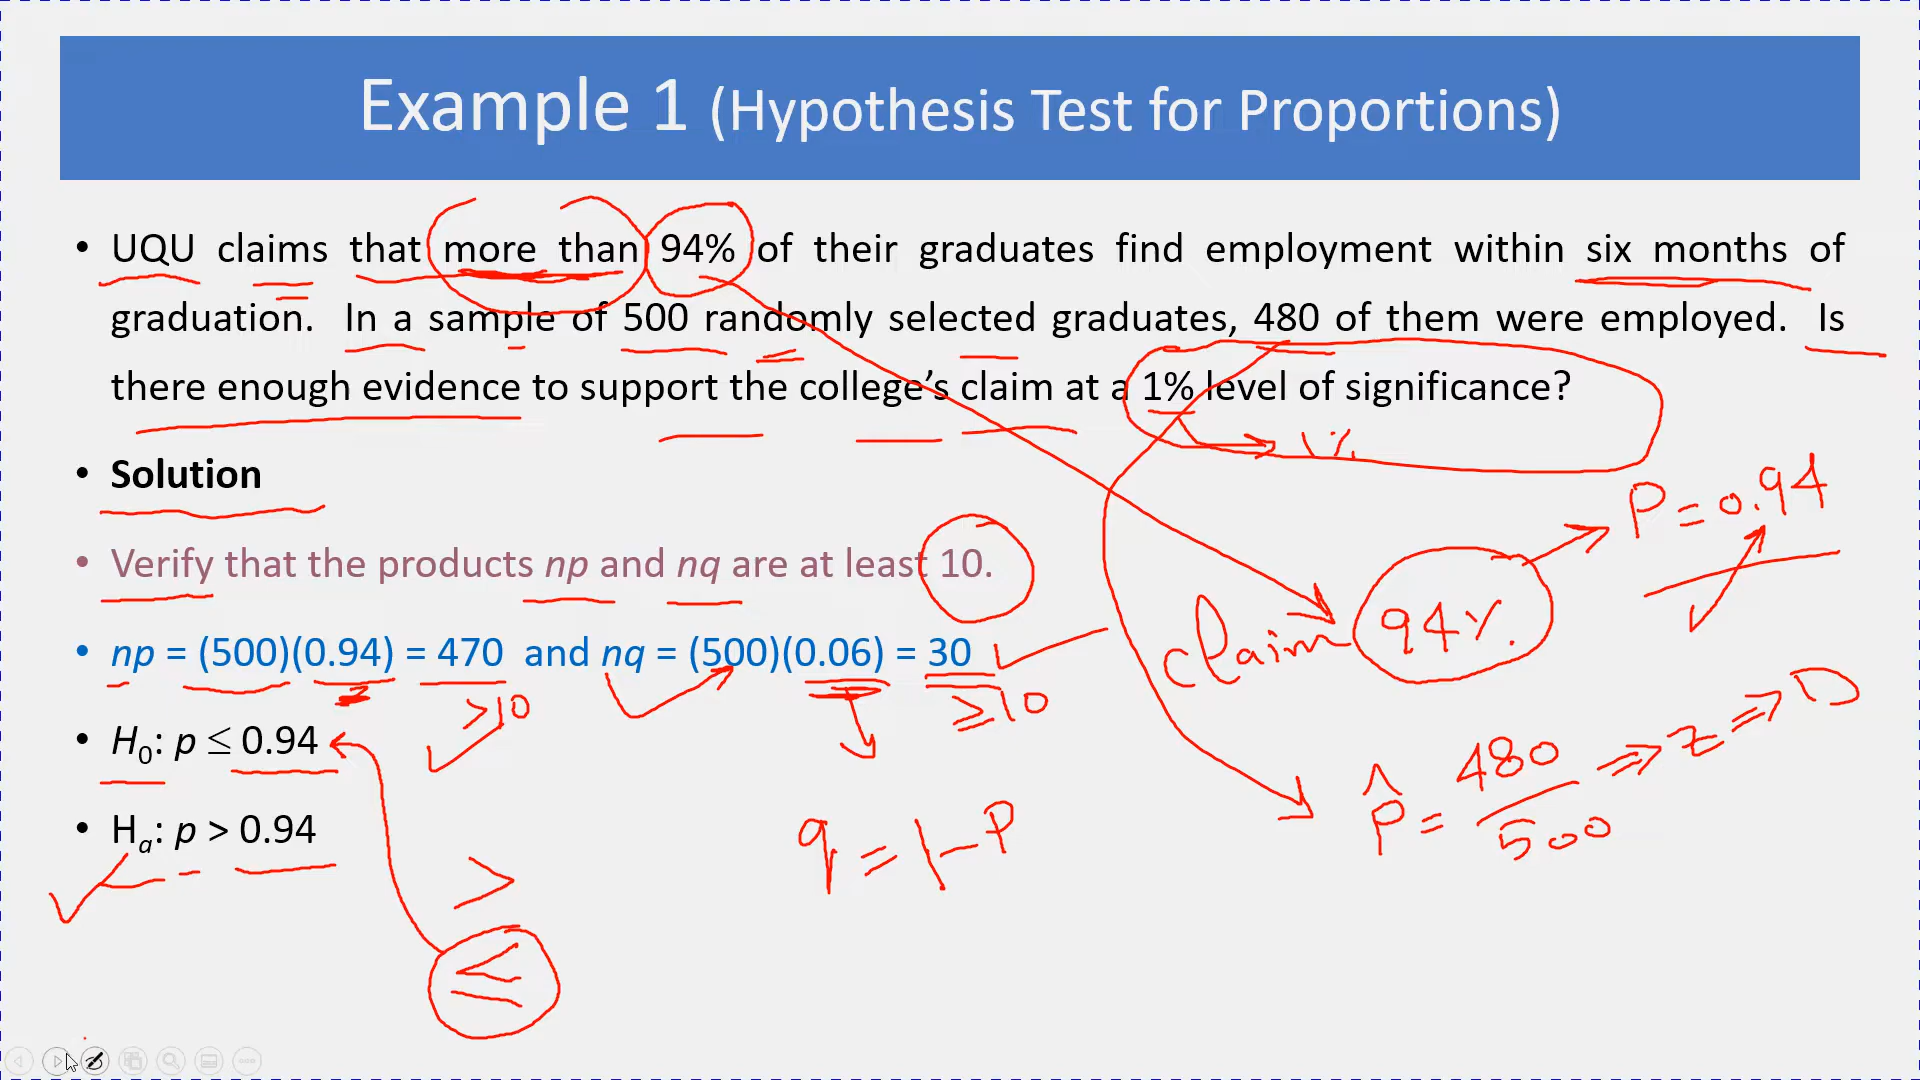 Example 1 (Hypothesis Test for Proportions)
• UQU claims that more than 94% of their graduates find employment within six months of
graduation. In a sample of 500 randomly selected graduates, 480 of them were employed. Is
there enough evidence to support the college’s claim at a 1% level of significance?
1%
• Solution
P = 0.94
• Verify that the products np and nq are at least 10.
claim 94%
• np = (500)(0.94) = 470 and nq = (500)(0.06) = 30
>10
≥10
• H₀: p ≤ 0.94
p̂ = 480/500 ⇒ z ⇒
• Hₐ: p > 0.94
q = 1 - P
>
≤